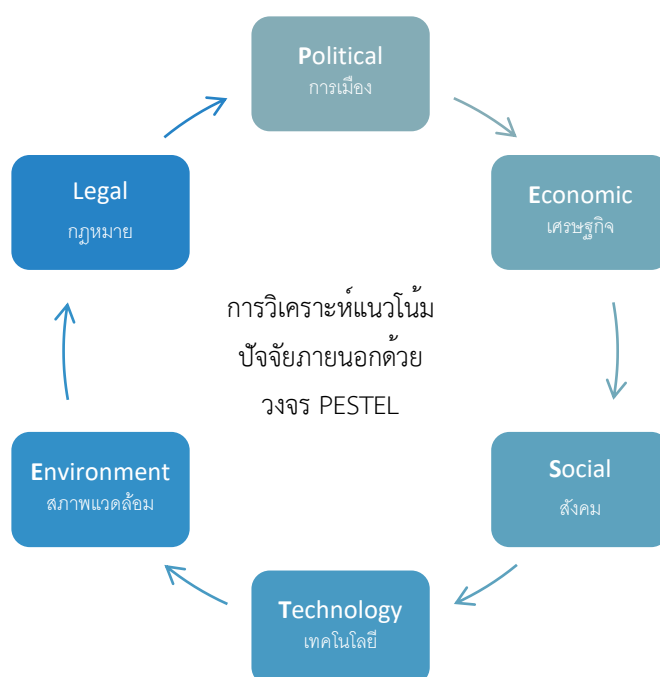 Political
การเมือง
Economic
เศรษฐกิจ
Social
สังคม
Technology
เทคโนโลยี
Environment
สภาพแวดล้อม
Legal
กฎหมาย
การวิเคราะห์แนวโน้ม
ปัจจัยภายนอกด้วย
วงจร PESTEL